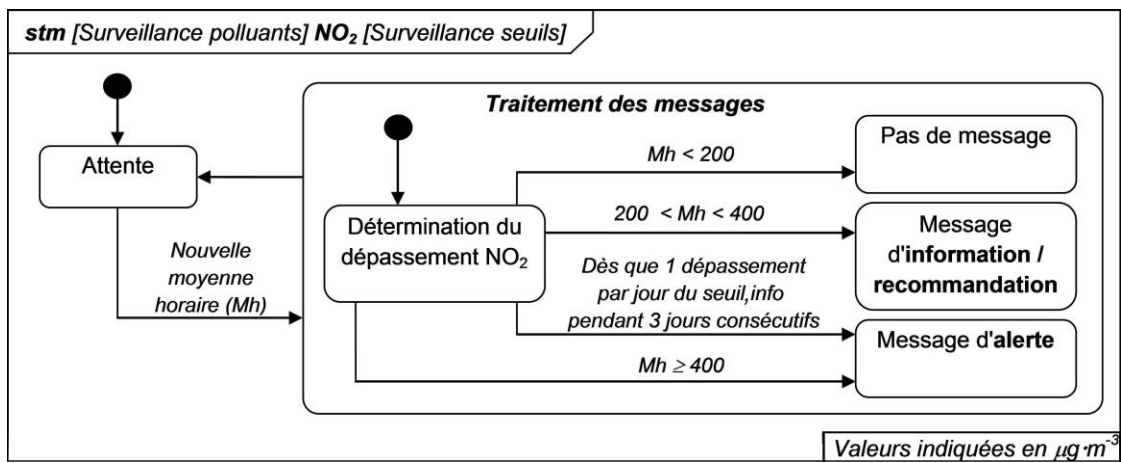 stm [Surveillance polluants] NO₂ [Surveillance seuils]
Traitement des messages
Attente
Nouvelle
moyenne
horaire (Mh)
Détermination du
dépassement NO₂
Mh < 200
Pas de message
200 < Mh < 400
Message
d'information /
recommandation
Dès que 1 dépassement
par jour du seuil,info
pendant 3 jours consécutifs
Message d'alerte
Mh ≥ 400
Valeurs indiquées en µg·m⁻³